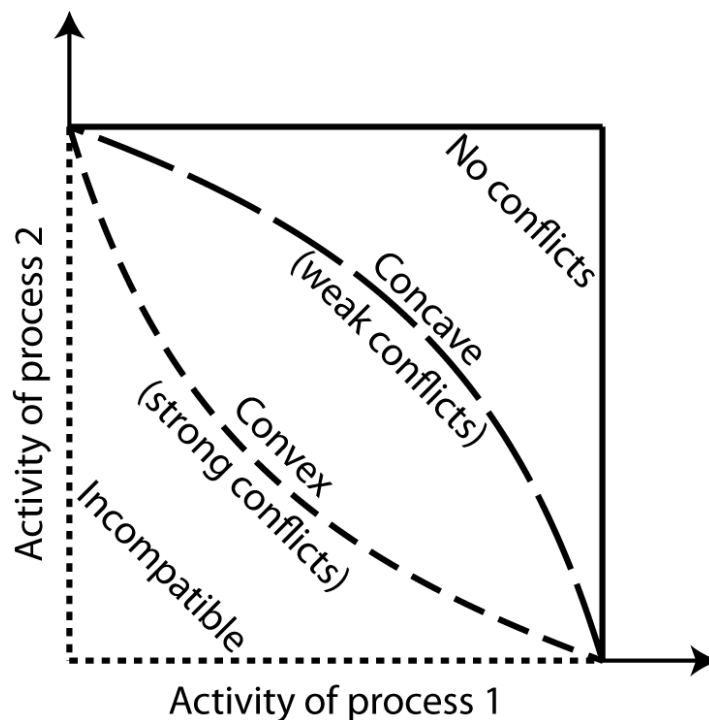 No conflicts
Concave
(weak conflicts)
Convex
(strong conflicts)
Incompatible
Activity of process 2
Activity of process 1